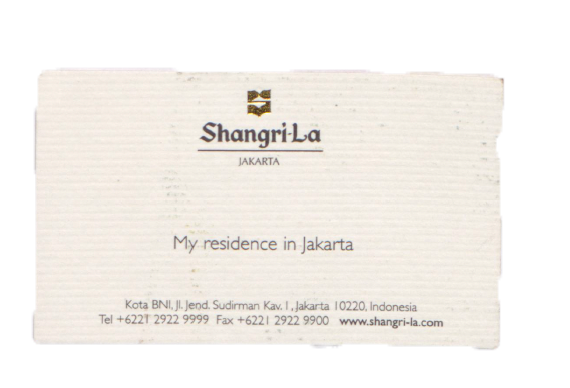 Shangri-La
JAKARTA
My residence in Jakarta
Kota BNI, Jl. Jend. Sudirman Kav. 1, Jakarta 10220, Indonesia
Tel +6221 2922 9999 Fax +6221 2922 9900 www.shangri-la.com